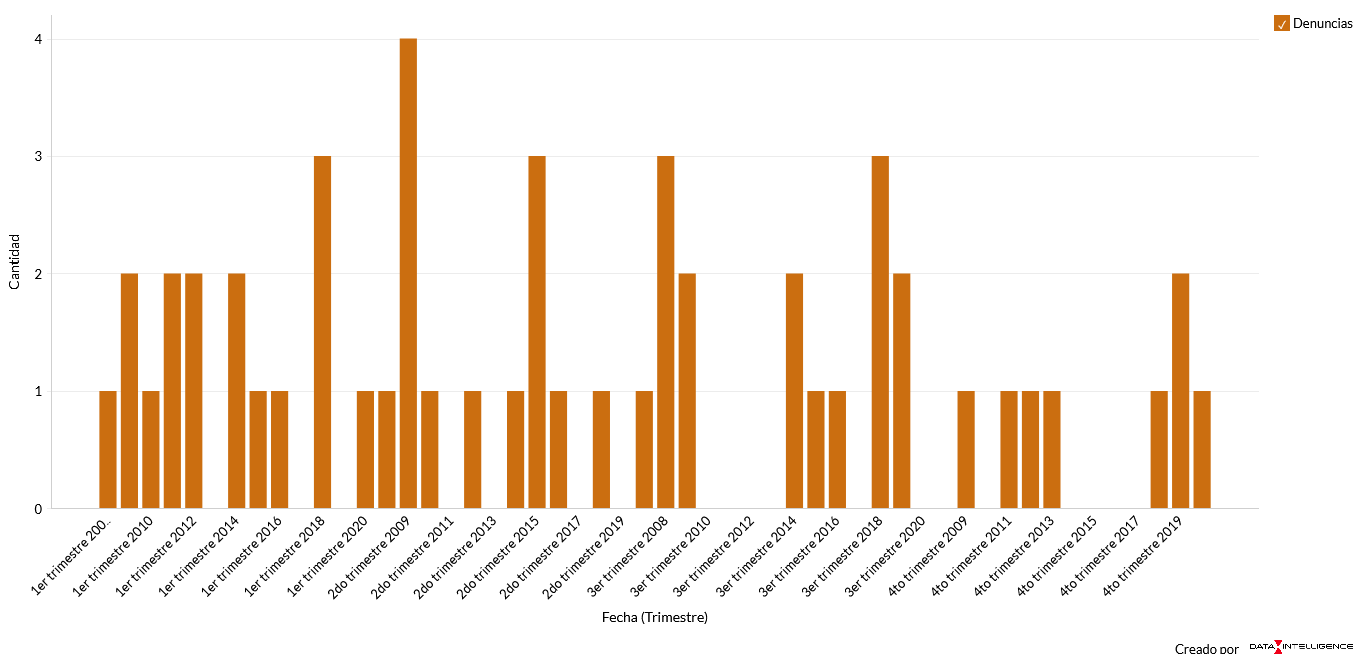 Denuncias
4
3
2
1
0
Cantidad
1er trimestre 200..
1er trimestre 2010
1er trimestre 2012
1er trimestre 2014
1er trimestre 2016
1er trimestre 2018
1er trimestre 2020
2do trimestre 2009
2do trimestre 2011
2do trimestre 2013
2do trimestre 2015
2do trimestre 2017
2do trimestre 2019
3er trimestre 2008
3er trimestre 2010
3er trimestre 2012
3er trimestre 2014
3er trimestre 2016
3er trimestre 2018
3er trimestre 2020
4to trimestre 2009
4to trimestre 2011
4to trimestre 2013
4to trimestre 2015
4to trimestre 2017
4to trimestre 2019
Fecha (Trimestre)
Creado por DATA INTELLIGENCE